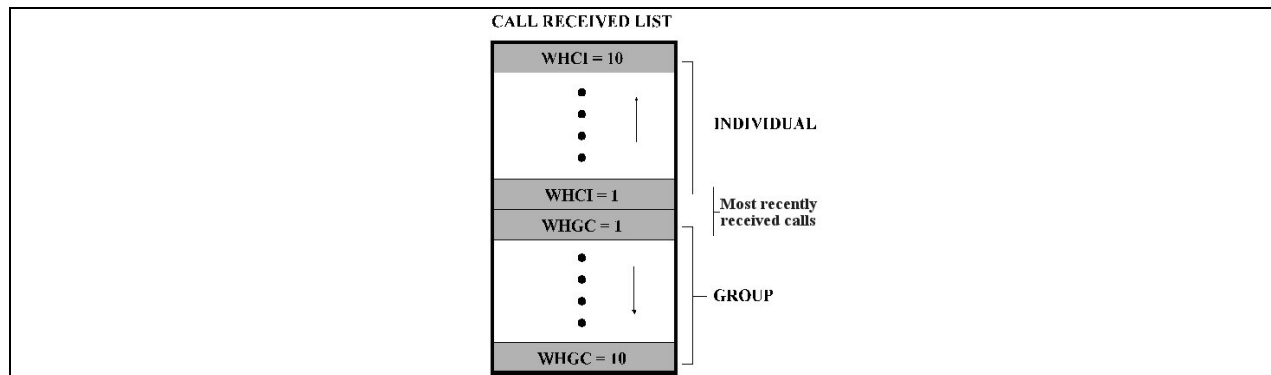 CALL RECEIVED LIST
WHCI = 10
INDIVIDUAL
WHCI = 1
Most recently
received calls
WHGC = 1
GROUP
WHGC = 10